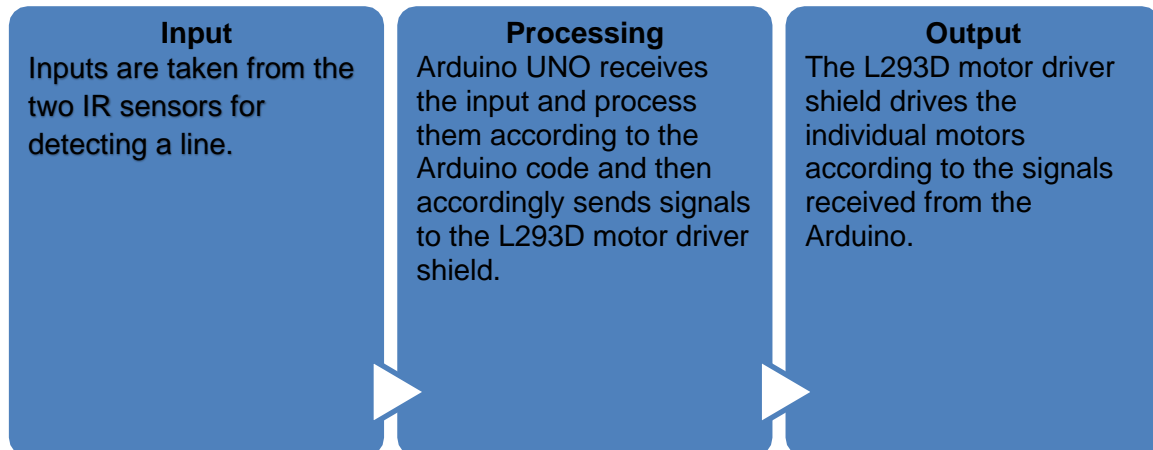 Input
Inputs are taken from the
two IR sensors for
detecting a line.
Processing
Arduino UNO receives
the input and process
them according to the
Arduino code and then
accordingly sends signals
to the L293D motor driver
shield.
Output
The L293D motor driver
shield drives the
individual motors
according to the signals
received from the
Arduino.